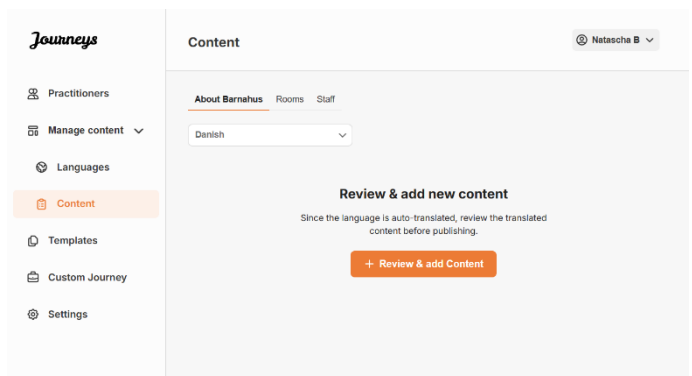 Journeys
Content
Natascha B
Practitioners
Manage content
Languages
Content
Templates
Custom Journey
Settings
About Barnahus Rooms Staff
Danish
Review & add new content
Since the language is auto-translated, review the translated
content before publishing.
+ Review & add Content